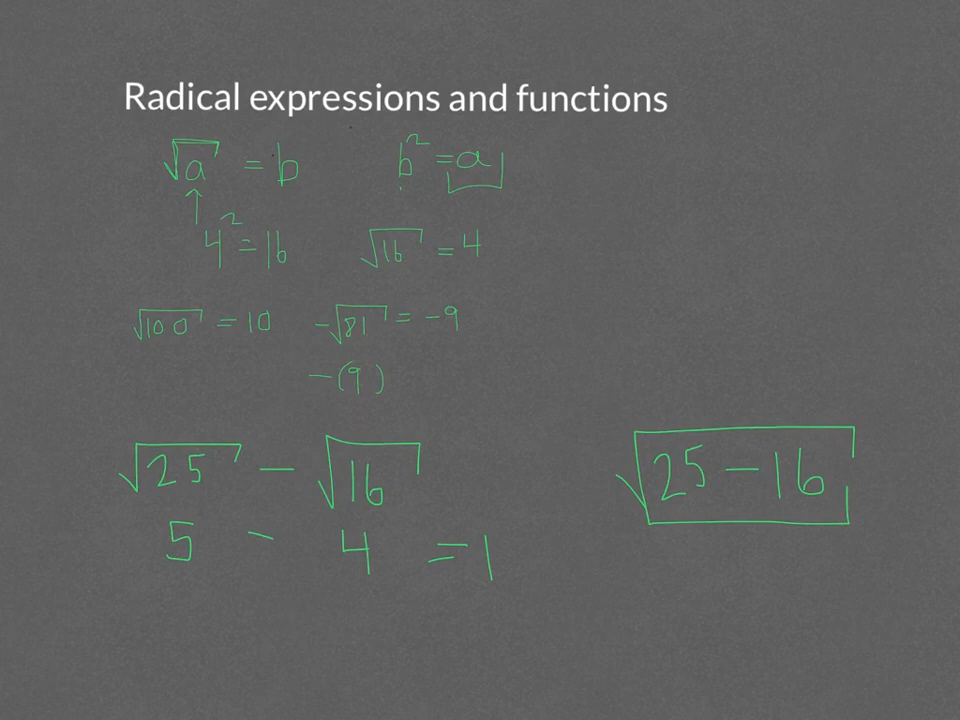 Radical expressions and functions
√a = b b² = a
↑
4² = 16 √16 = 4
√100 = 10 -√81 = -9
-(9)
√25 - √16 √25 - 16
5 - 4 = 1